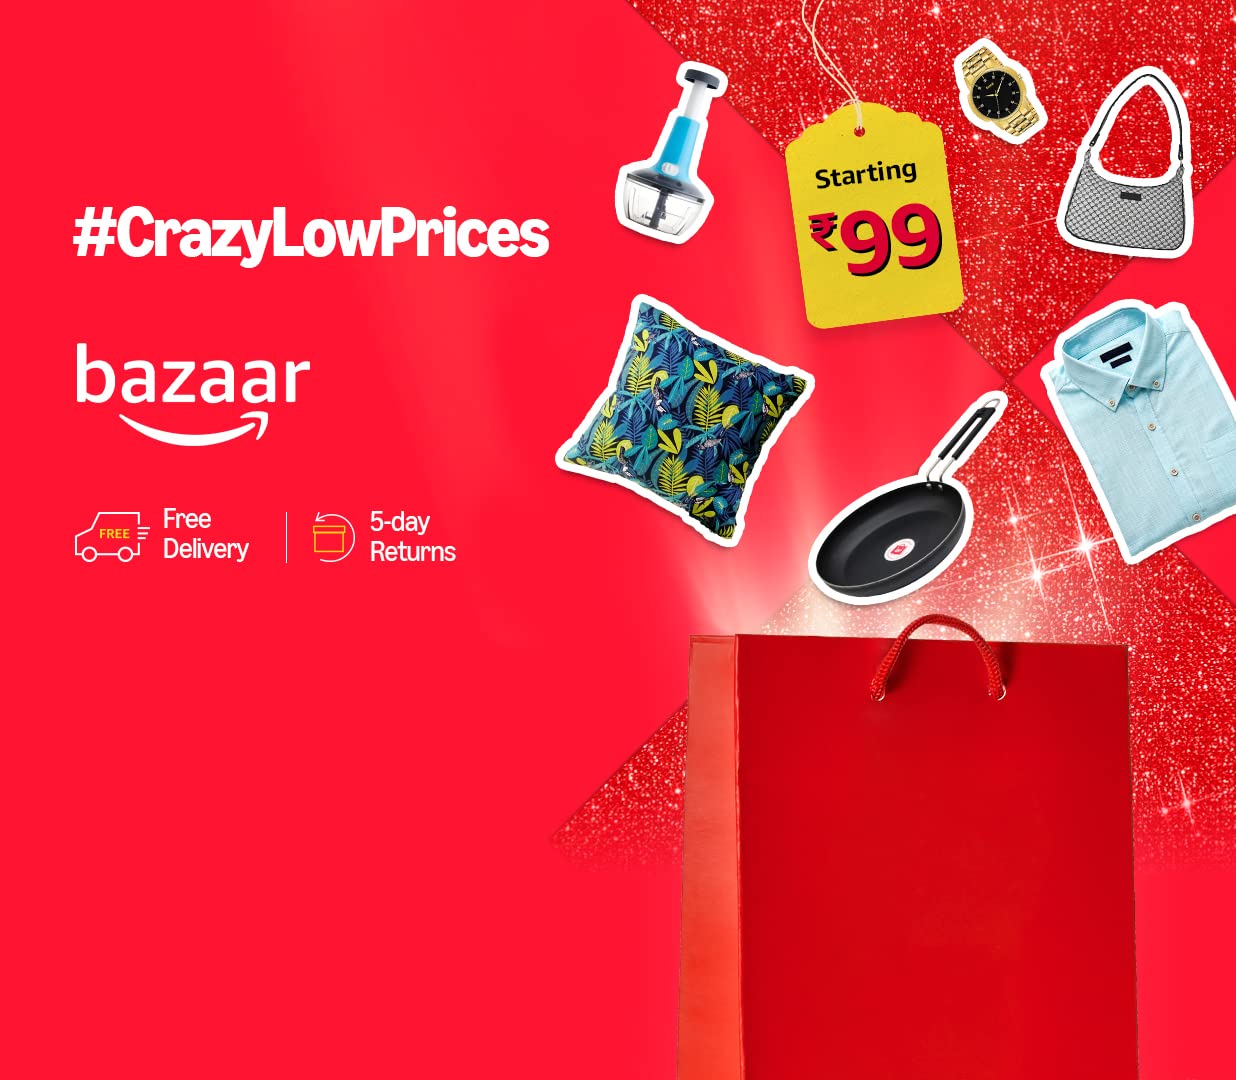 #CrazyLowPrices
bazaar
FREE
Free
Delivery
5-day
Returns
Starting
₹99